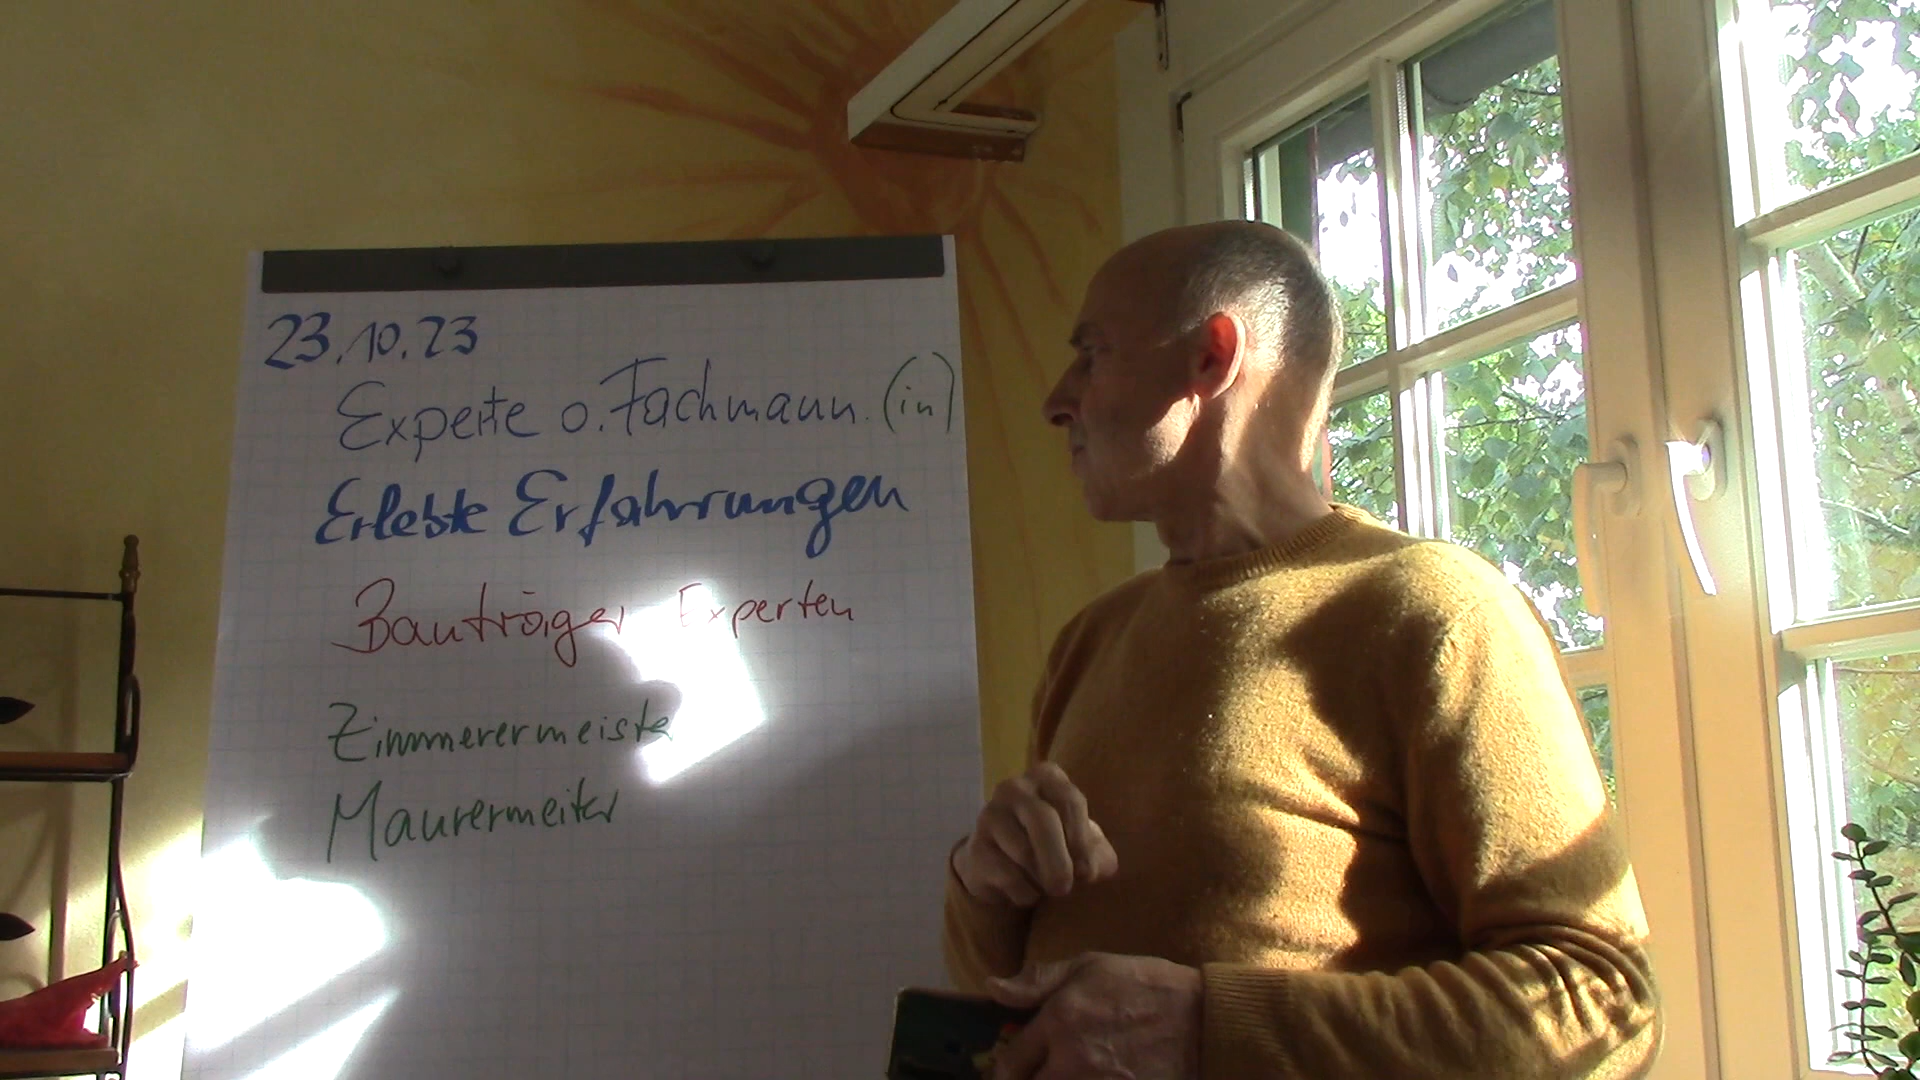 23.10.23
Experte o. Fachmann (in)
Erlebte Erfahrungen
Bauträger Experten
Zimmerermeister
Maurermeiter